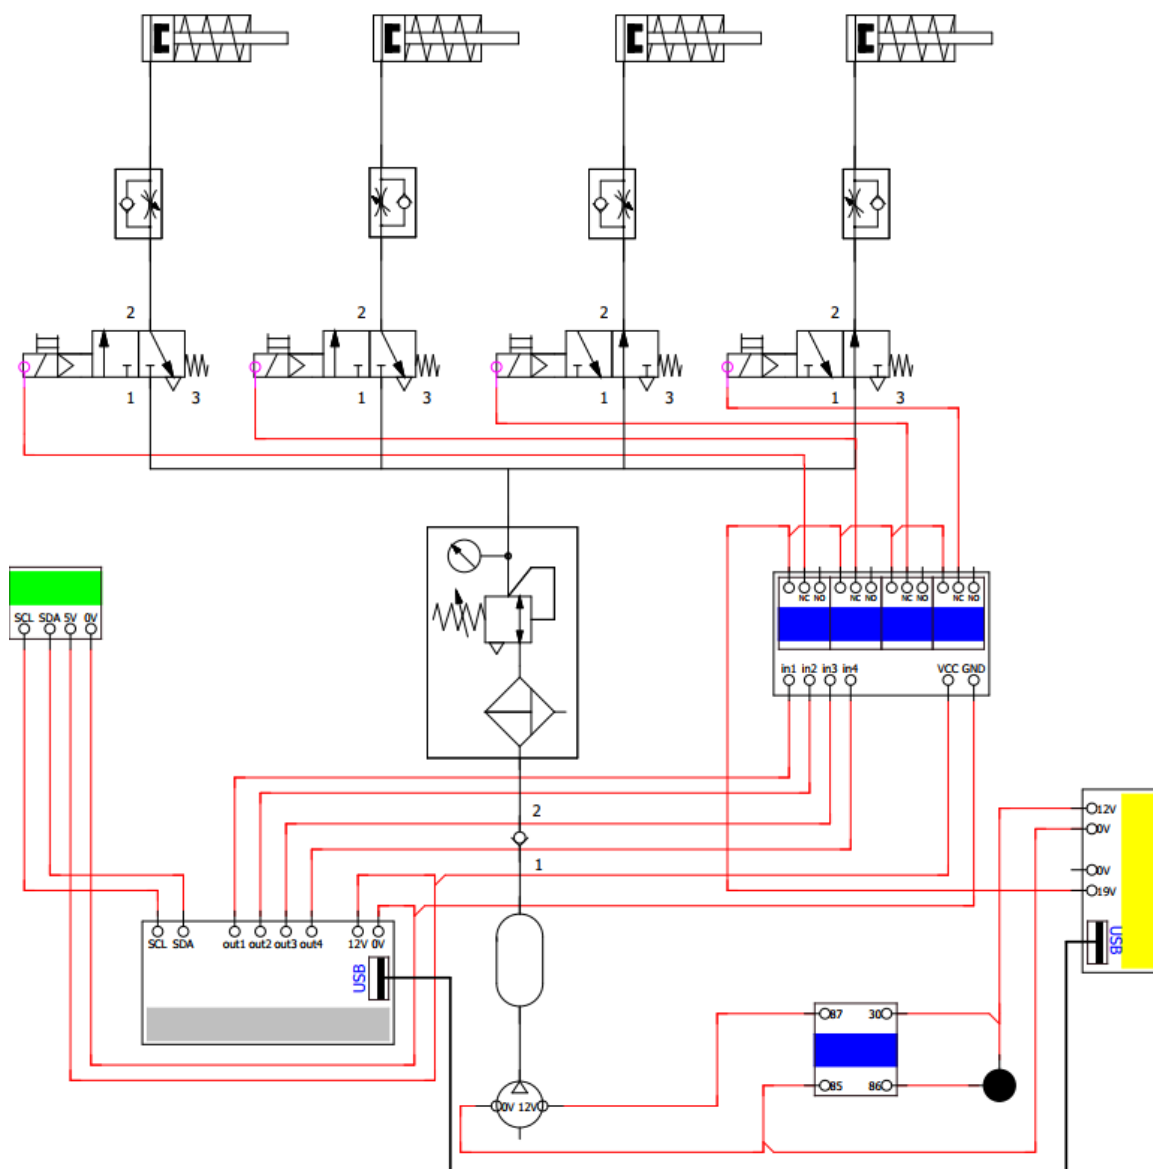 2 2 2 2
1 3 1 3 1 3 1 3
NC NO NC NO NC NO NC NO
SCL SDA 5V 0V
in1 in2 in3 in4 VCC GND
2
1
12V
0V
0V
19V
USB
SCL SDA out1 out2 out3 out4 12V 0V
USB
87 30
85 86
0V 12V